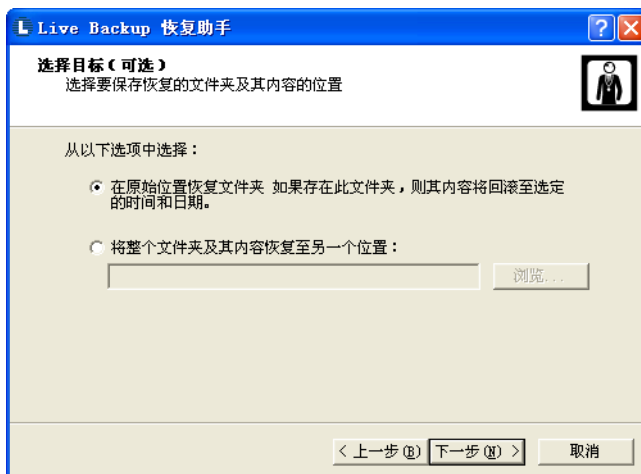 Live Backup 恢复助手
选择目标(可选)
选择要保存恢复的文件夹及其内容的位置
从以下选项中选择:
在原始位置恢复文件夹 如果存在此文件夹,则其内容将回滚至选定
的时间和日期。
将整个文件夹及其内容恢复至另一个位置:
浏览...
< 上一步(B) 下一步(N) > 取消